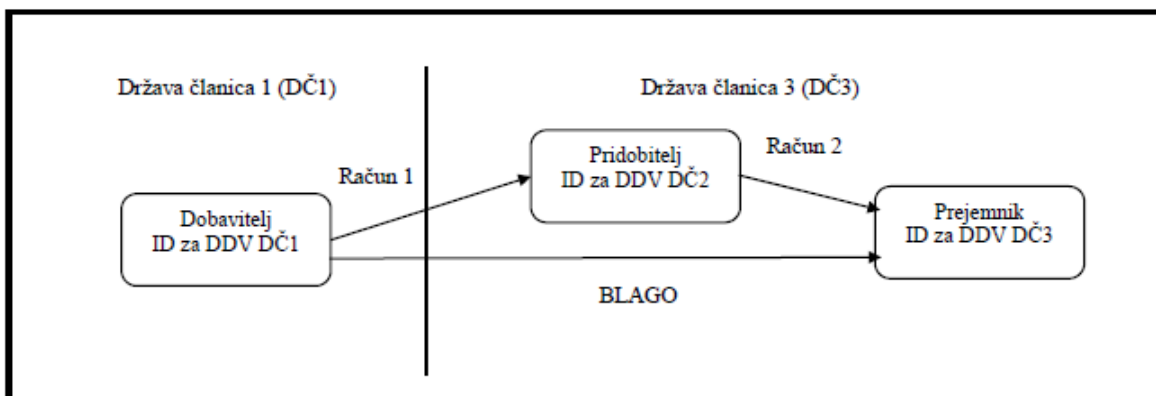 Država članica 1 (DČ1)
Država članica 3 (DČ3)
Dobavitelj
ID za DDV DČ1
Račun 1
Pridobitelj
ID za DDV DČ2
Račun 2
Prejemnik
ID za DDV DČ3
BLAGO